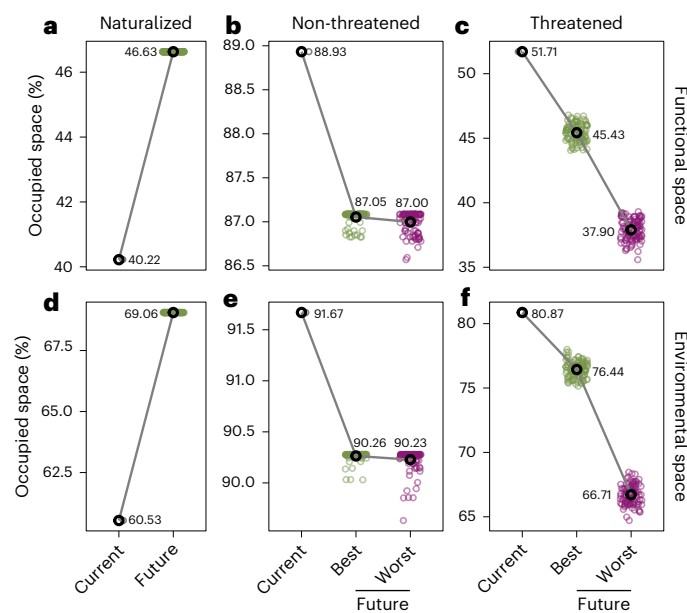 a Naturalized
b Non-threatened
c Threatened
Occupied space (%)
46
44
42
40
46.63
40.22
89.0
88.5
88.0
87.5
87.0
86.5
88.93
87.05
87.00
50
45
40
35
51.71
45.43
37.90
Functional space
d
e
f
Occupied space (%)
67.5
65.0
62.5
69.06
60.53
91.5
91.0
90.5
90.0
91.67
90.26
90.23
80
75
70
65
80.87
76.44
66.71
Environmental space
Current
Future
Current
Best
Worst
Future
Current
Best
Worst
Future